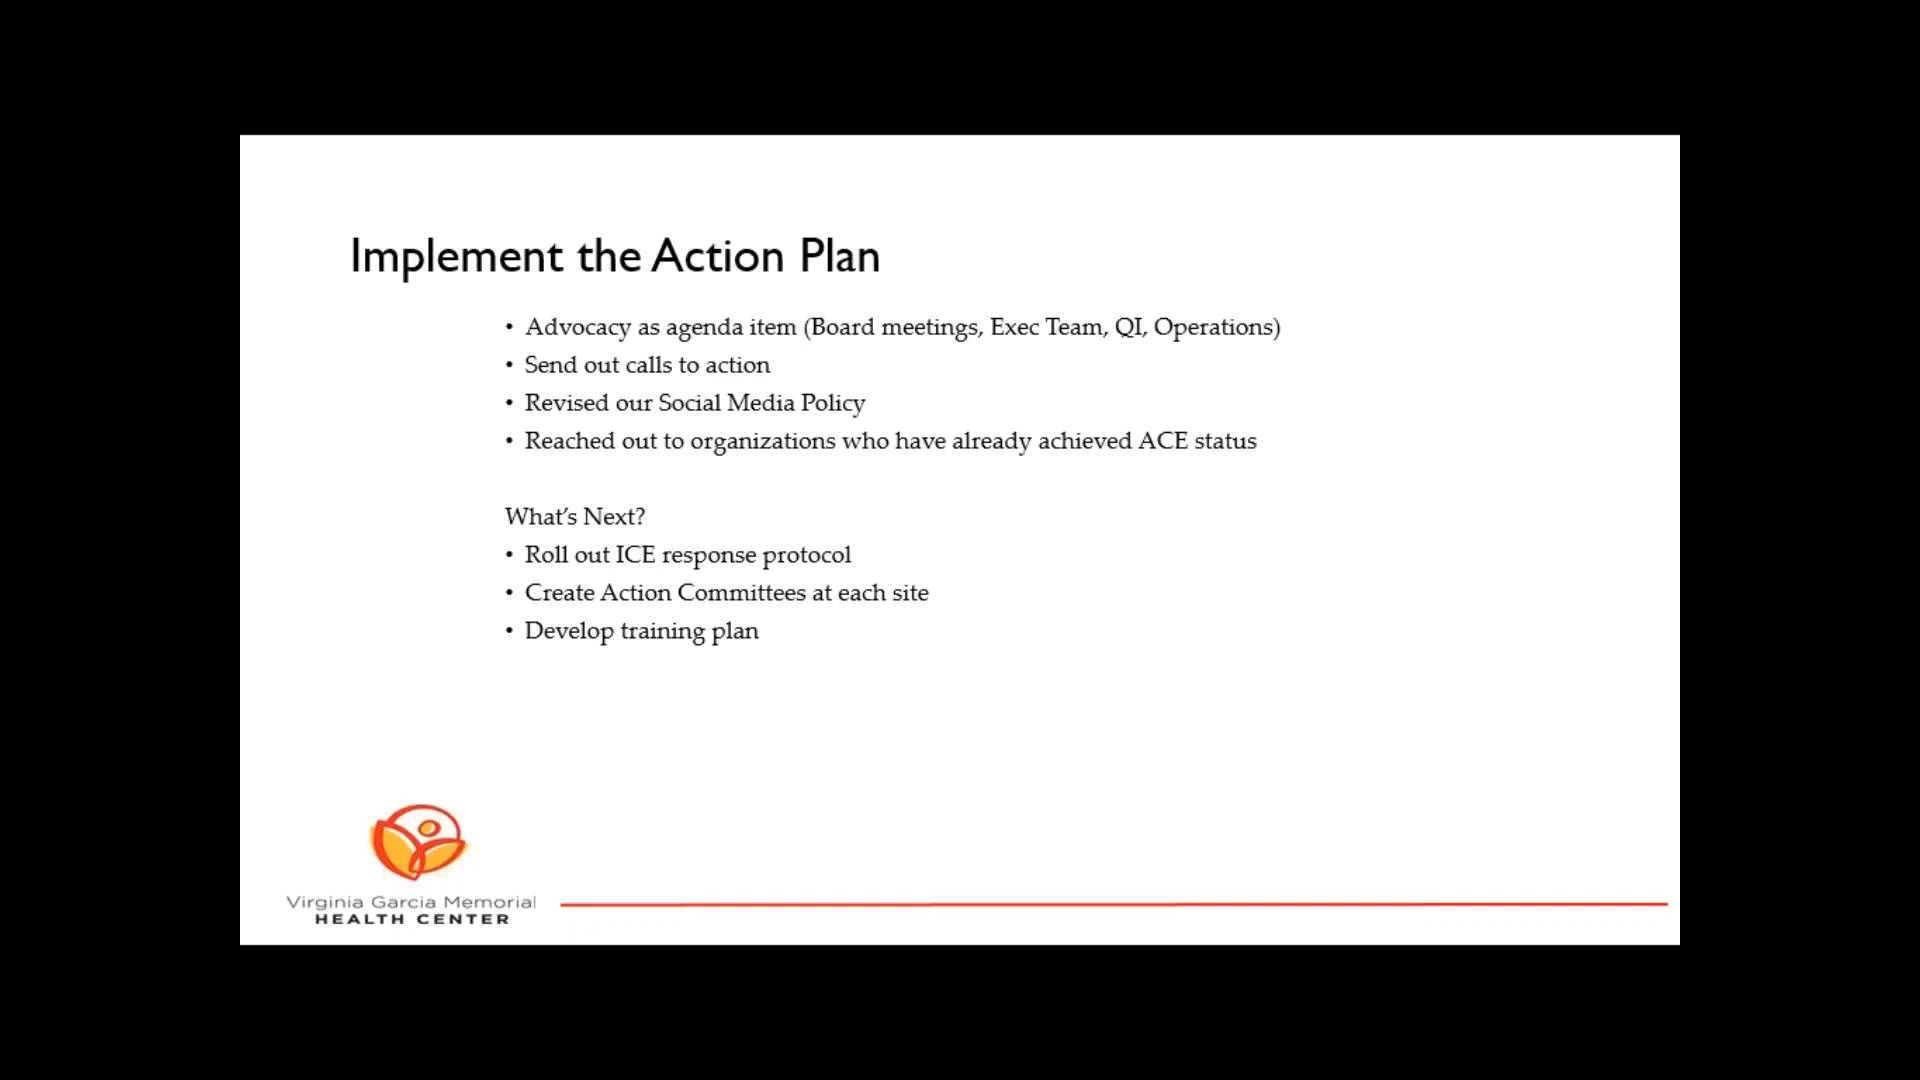 Implement the Action Plan
• Advocacy as agenda item (Board meetings, Exec Team, QI, Operations)
• Send out calls to action
• Revised our Social Media Policy
• Reached out to organizations who have already achieved ACE status
What’s Next?
• Roll out ICE response protocol
• Create Action Committees at each site
• Develop training plan
Virginia Garcia Memorial
HEALTH CENTER